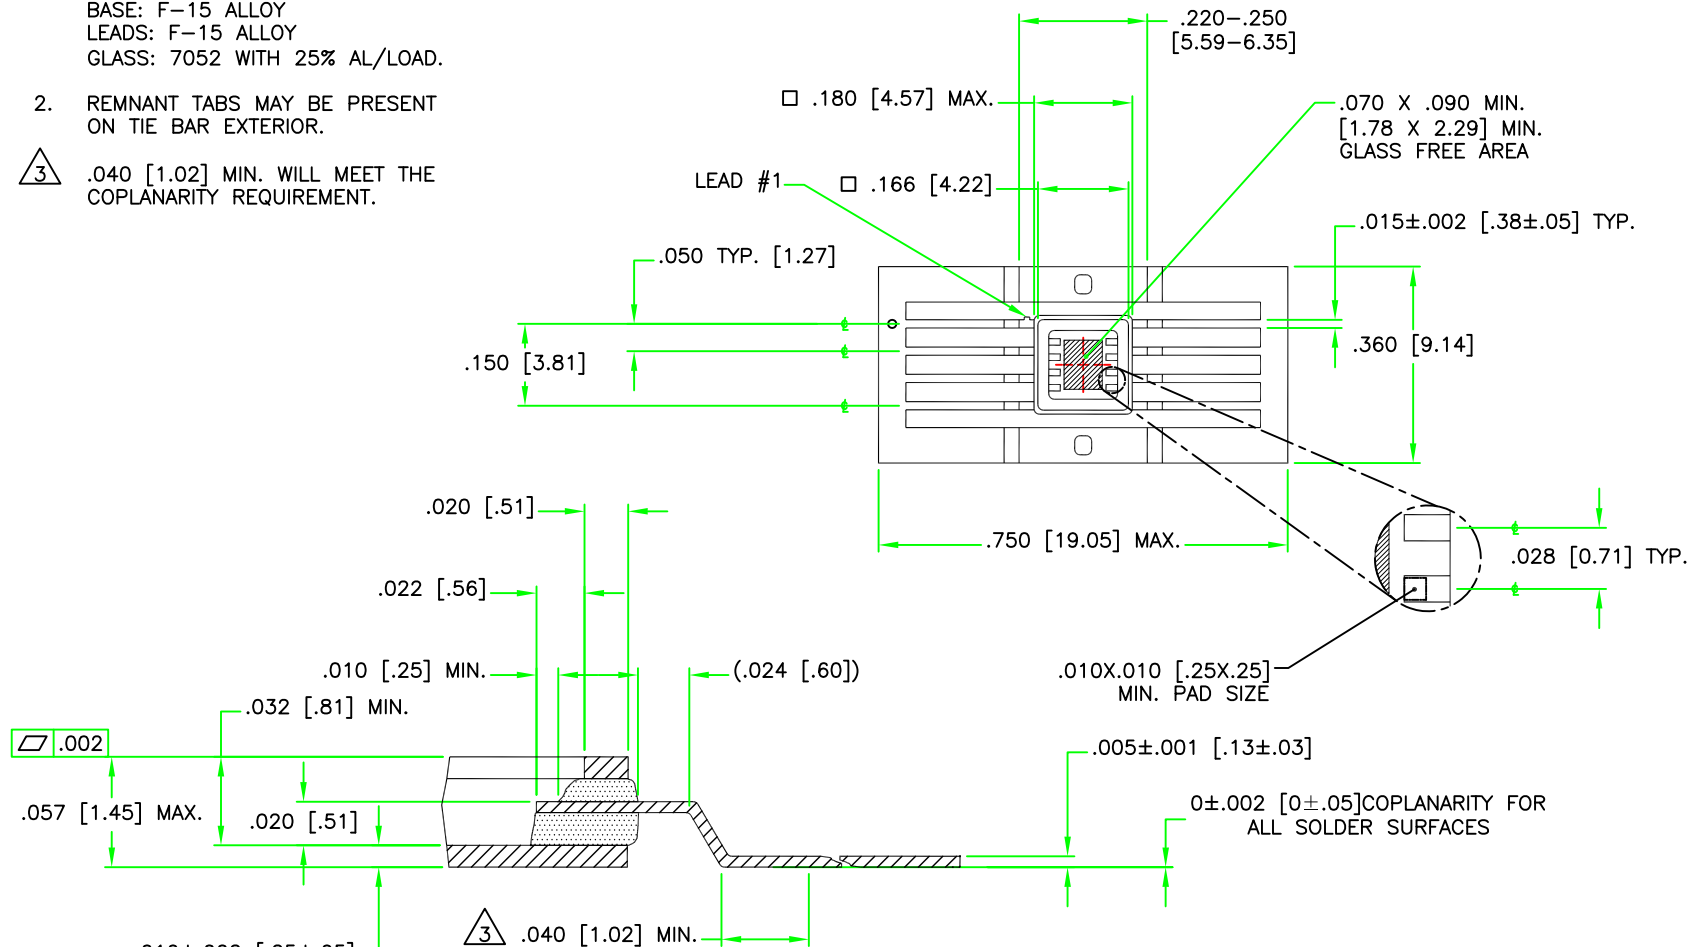 BASE: F-15 ALLOY
LEADS: F-15 ALLOY
GLASS: 7052 WITH 25% AL/LOAD.
2. REMNANT TABS MAY BE PRESENT
ON TIE BAR EXTERIOR.
3 .040 [1.02] MIN. WILL MEET THE
COPLANARITY REQUIREMENT.
.220-.250
[5.59-6.35]
□ .180 [4.57] MAX.
.070 X .090 MIN.
[1.78 X 2.29] MIN.
GLASS FREE AREA
LEAD #1
□ .166 [4.22]
.015±.002 [.38±.05] TYP.
.050 TYP. [1.27]
.150 [3.81]
.360 [9.14]
.020 [.51]
.750 [19.05] MAX.
.028 [0.71] TYP.
.022 [.56]
.010 [.25] MIN.
(.024 [.60])
.010X.010 [.25X.25]
MIN. PAD SIZE
.032 [.81] MIN.
.002
.005±.001 [.13±.03]
.057 [1.45] MAX.
.020 [.51]
0±.002 [0±.05]COPLANARITY FOR
ALL SOLDER SURFACES
3 .040 [1.02] MIN.